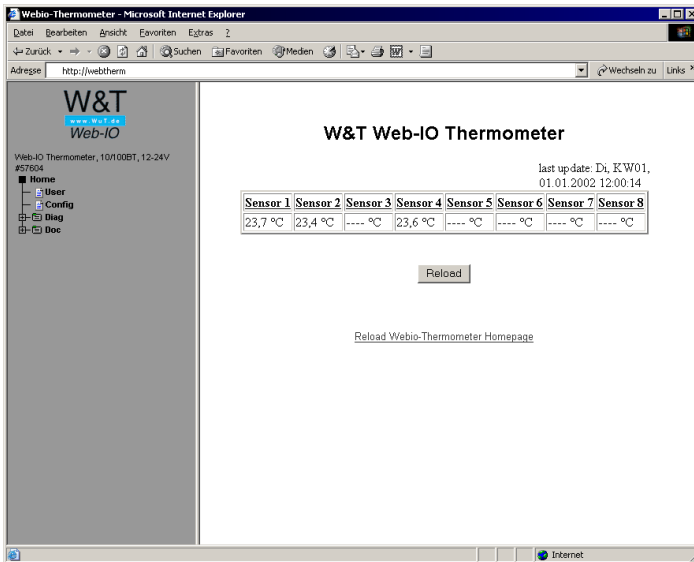 Webio-Thermometer - Microsoft Internet Explorer
Datei Bearbeiten Ansicht Favoriten Extras ?
Zurück Suchen Favoriten Medien
Adresse http://webtherm Wechseln zu Links »
W&T
www.WuT.de
Web-IO
Web-IO Thermometer, 10/100BT, 12-24V
#57604
Home
User
Config
Diag
Doc
W&T Web-IO Thermometer
last update: Di, KW01,
01.01.2002 12:00:14
Sensor 1 Sensor 2 Sensor 3 Sensor 4 Sensor 5 Sensor 6 Sensor 7 Sensor 8
23,7 °C 23,4 °C ---- °C 23,6 °C ---- °C ---- °C ---- °C ---- °C
Reload
Reload Webio-Thermometer Homepage
Internet